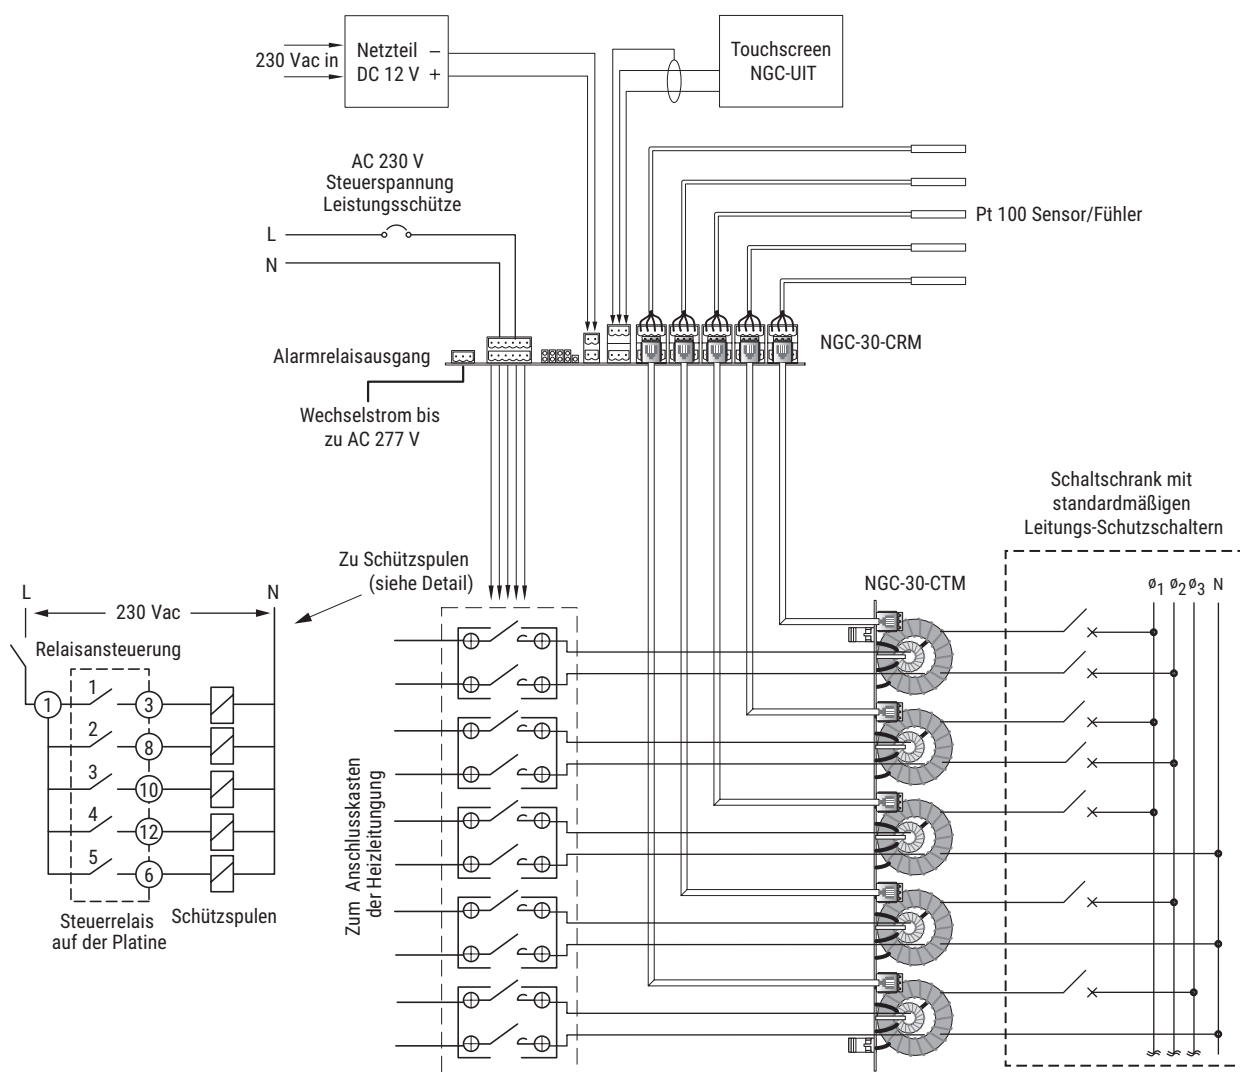 230 Vac in
Netzteil –
DC 12 V +
Touchscreen
NGC-UIT
AC 230 V
Steuerspannung
Leistungsschütze
L
N
Pt 100 Sensor/Fühler
Alarmrelaisausgang
NGC-30-CRM
Wechselstrom bis
zu AC 277 V
Schaltschrank mit
standardmäßigen
Leitungs-Schutzschaltern
Zu Schützspulen
(siehe Detail)
NGC-30-CTM
ø1 ø2 ø3 N
L N
230 Vac
Relaisansteuerung
1 1 3
2 8
3 10
4 12
5 6
Steuerrelais
auf der Platine
Schützspulen
Zum Anschlusskasten
der Heizleitungung